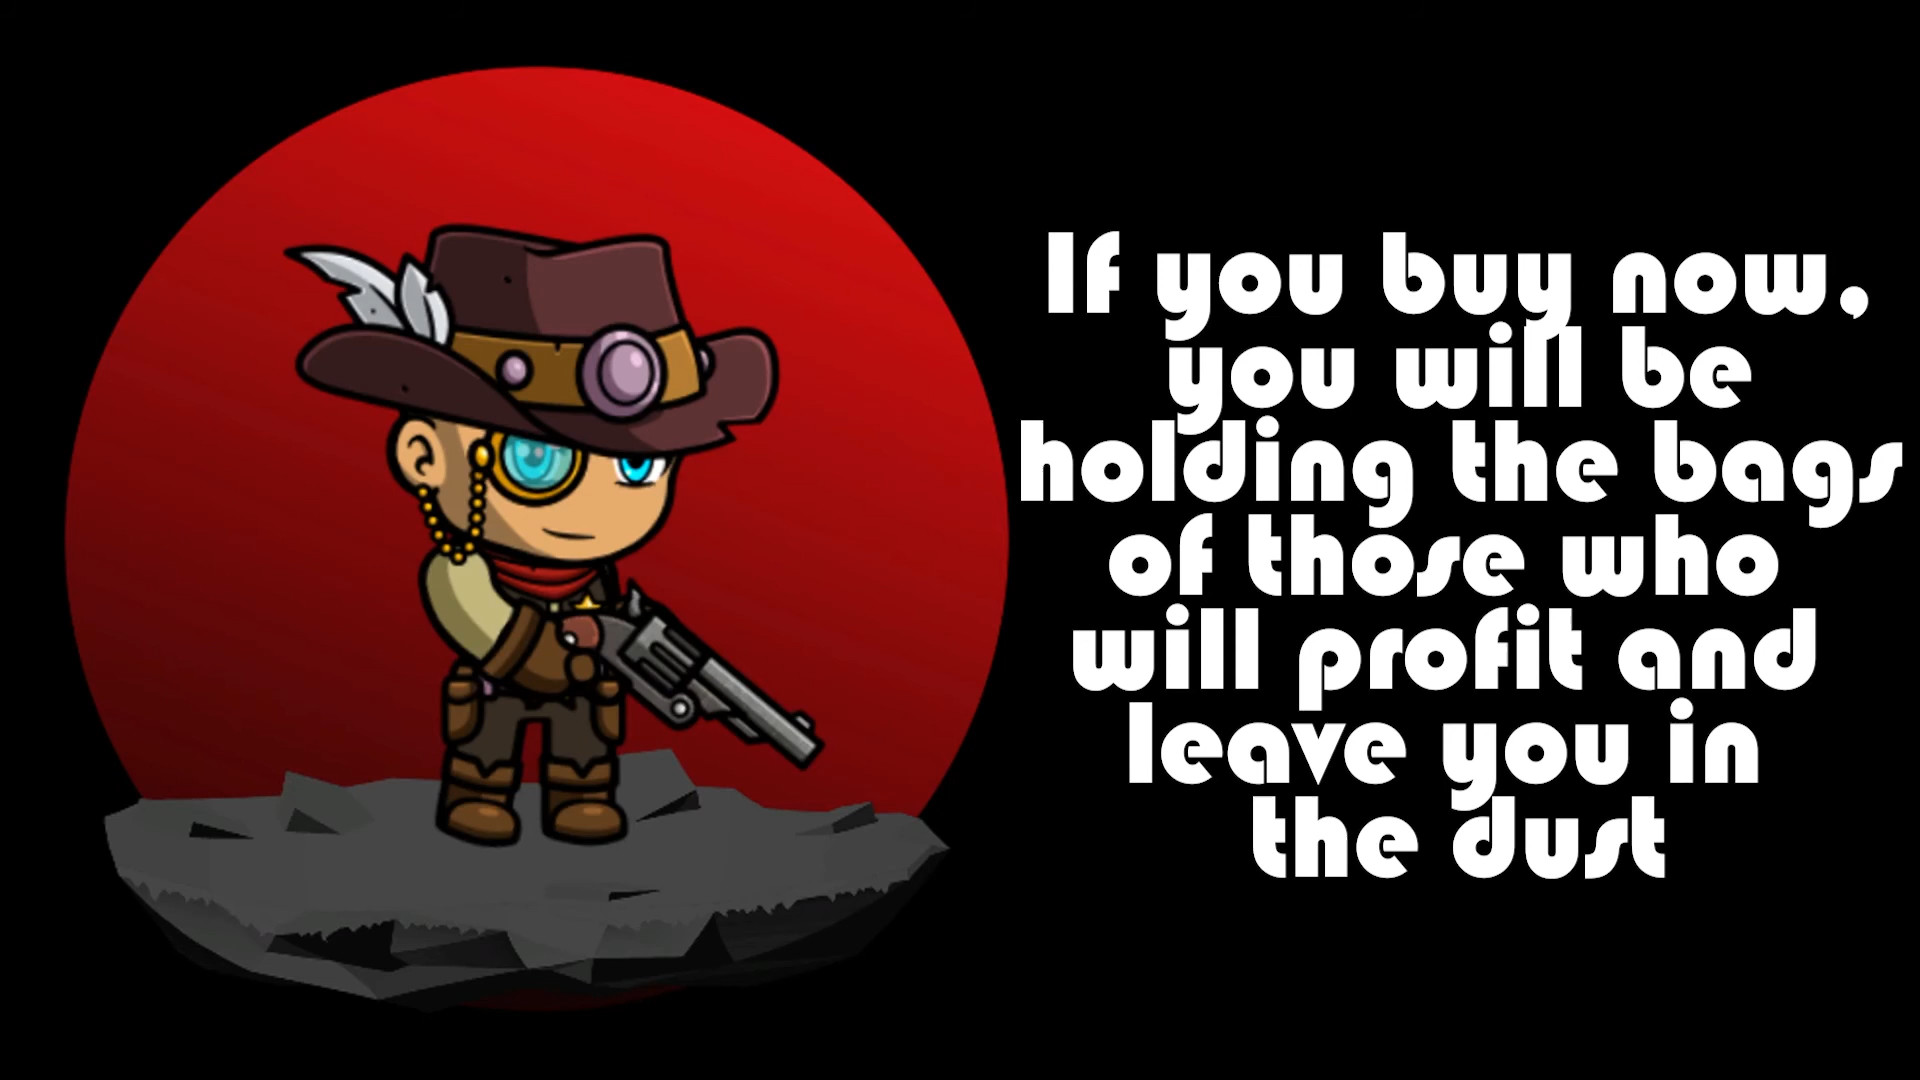 If you buy now,
you will be
holding the bags
of those who
will profit and
leave you in
the dust